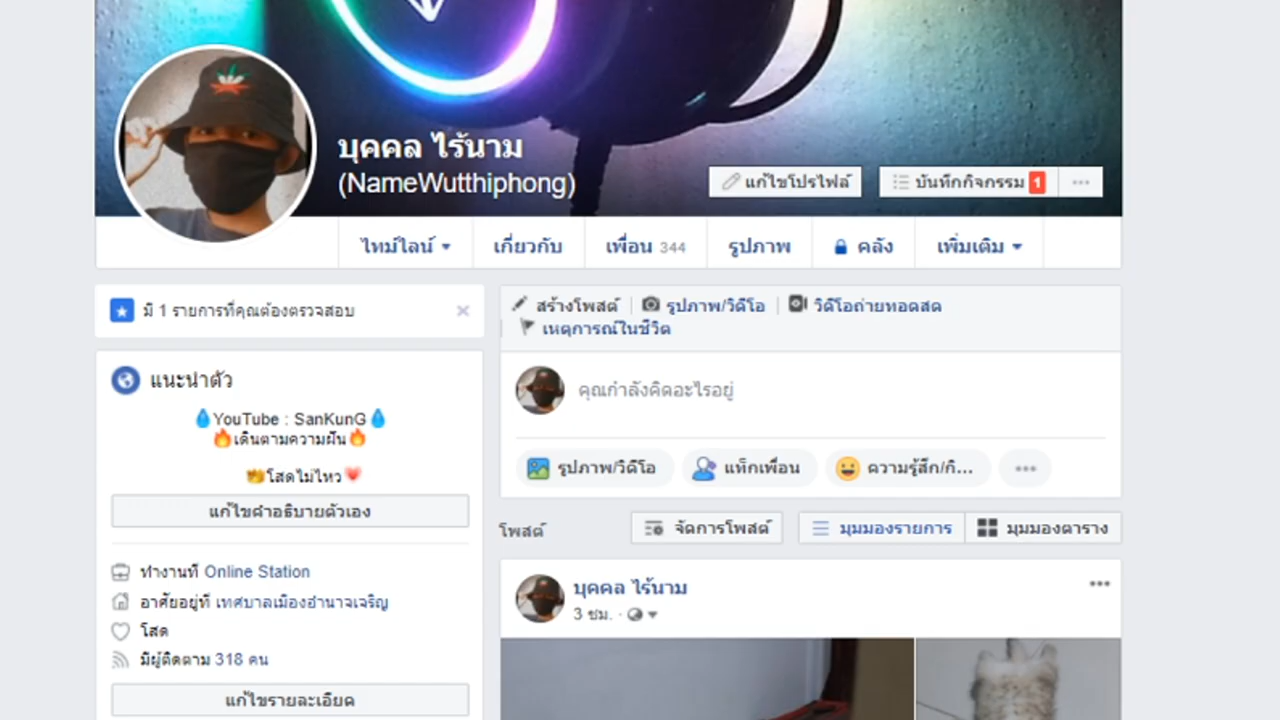 บุคคล ไร้นาม
(NameWutthiphong)
แก้ไขโปรไฟล์
บันทึกกิจกรรม 1
ไทม์ไลน์
เกี่ยวกับ
เพื่อน 344
รูปภาพ
คลัง
เพิ่มเติม
มี 1 รายการที่คุณต้องตรวจสอบ
แนะนำตัว
💧YouTube : SanKunG💧
🔥เดินตามความฝัน🔥
โสดไม่ไหว
แก้ไขคำอธิบายตัวเอง
ทำงานที่ Online Station
อาศัยอยู่ที่ เทศบาลเมืองอำนาจเจริญ
โสด
มีผู้ติดตาม 318 คน
แก้ไขรายละเอียด
สร้างโพสต์ | รูปภาพ/วิดีโอ | วิดีโอถ่ายทอดสด
เหตุการณ์ในชีวิต
คุณกำลังคิดอะไรอยู่
รูปภาพ/วิดีโอ
แท็กเพื่อน
ความรู้สึก/กิ...
โพสต์
จัดการโพสต์
มุมมองรายการ
มุมมองตาราง
บุคคล ไร้นาม
3 ชม.